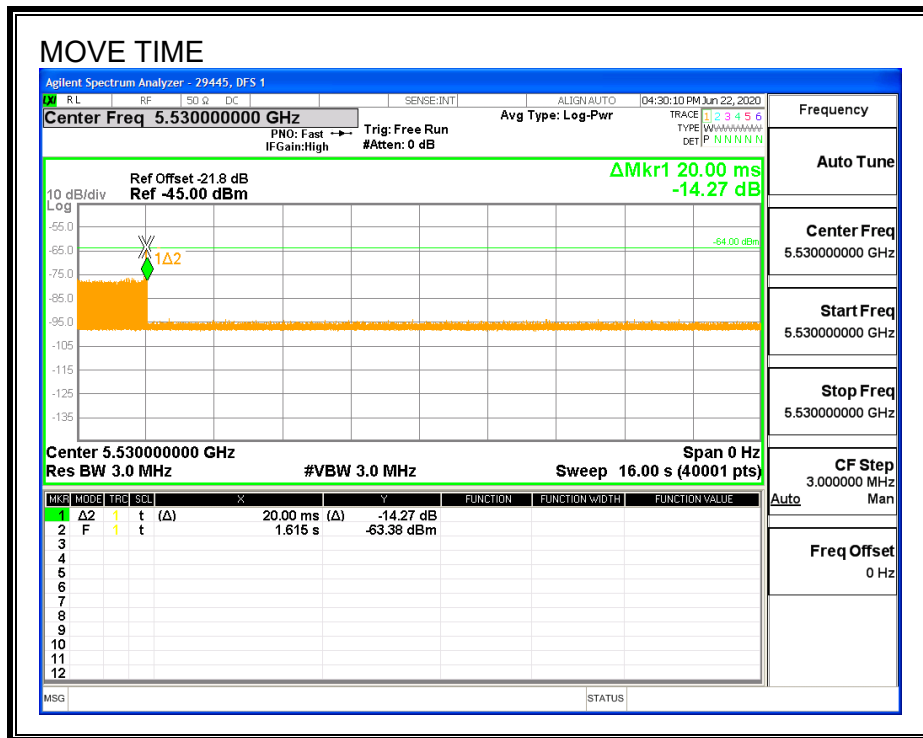 MOVE TIME
Agilent Spectrum Analyzer - 29445, DFS 1
LXI RL RF 50 Ω DC SENSE:INT ALIGN AUTO 04:30:10 PM Jun 22, 2020
Center Freq 5.530000000 GHz
PNO: Fast
IFGain:High
Trig: Free Run
#Atten: 0 dB
Avg Type: Log-Pwr
TRACE 1 2 3 4 5 6
TYPE WWWWWW
DET P N N N N N
Frequency
ΔMkr1 20.00 ms
-14.27 dB
Ref Offset -21.8 dB
10 dB/div Ref -45.00 dBm
Log
-55.0
-65.0
-75.0
-85.0
-95.0
-105
-115
-125
-135
-64.00 dBm
1Δ2
Center 5.530000000 GHz Span 0 Hz
Res BW 3.0 MHz #VBW 3.0 MHz Sweep 16.00 s (40001 pts)
MKR MODE TRC SCL X Y FUNCTION FUNCTION WIDTH FUNCTION VALUE
1 Δ2 1 t (Δ) 20.00 ms (Δ) -14.27 dB
2 F 1 t 1.615 s -63.38 dBm
3
4
5
6
7
8
9
10
11
12
MSG STATUS
Auto Tune
Center Freq
5.530000000 GHz
Start Freq
5.530000000 GHz
Stop Freq
5.530000000 GHz
CF Step
3.000000 MHz
Auto Man
Freq Offset
0 Hz